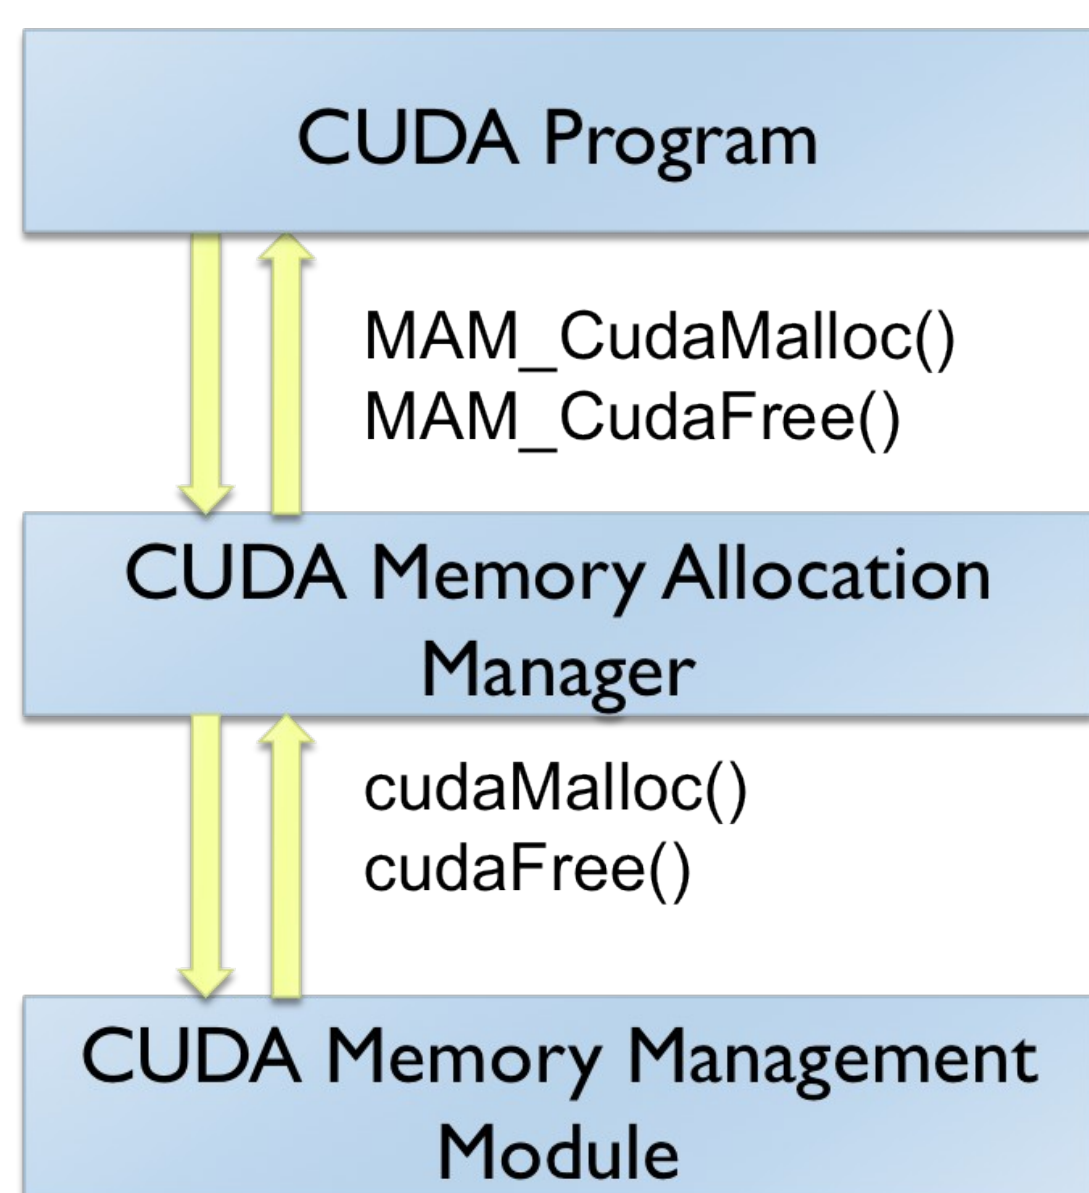 CUDA Program
MAM_CudaMalloc()
MAM_CudaFree()
CUDA Memory Allocation
Manager
cudaMalloc()
cudaFree()
CUDA Memory Management
Module